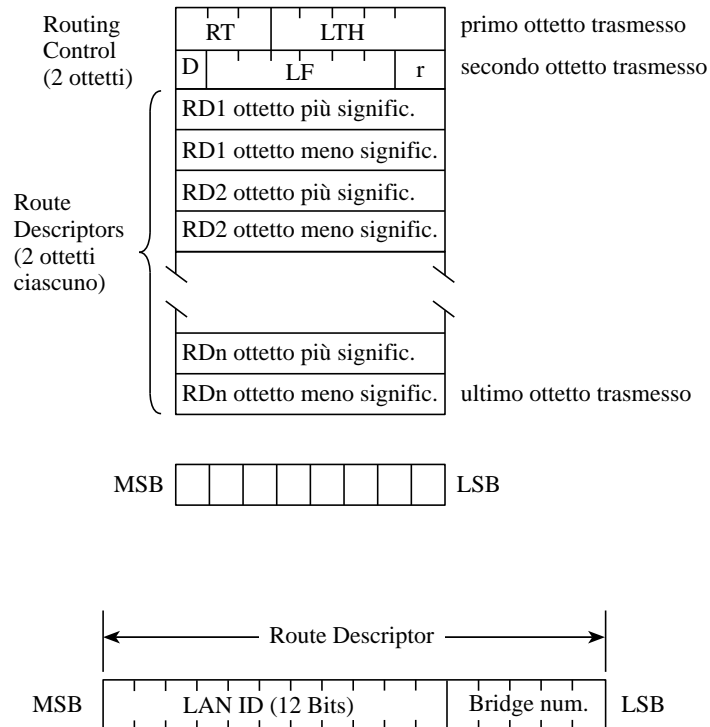 Routing
Control
(2 ottetti)
RT LTH
primo ottetto trasmesso
D LF r
secondo ottetto trasmesso
RD1 ottetto più signific.
RD1 ottetto meno signific.
RD2 ottetto più signific.
RD2 ottetto meno signific.
Route
Descriptors
(2 ottetti
ciascuno)
RDn ottetto più signific.
RDn ottetto meno signific.
ultimo ottetto trasmesso
MSB LSB
Route Descriptor
MSB LAN ID (12 Bits) Bridge num. LSB